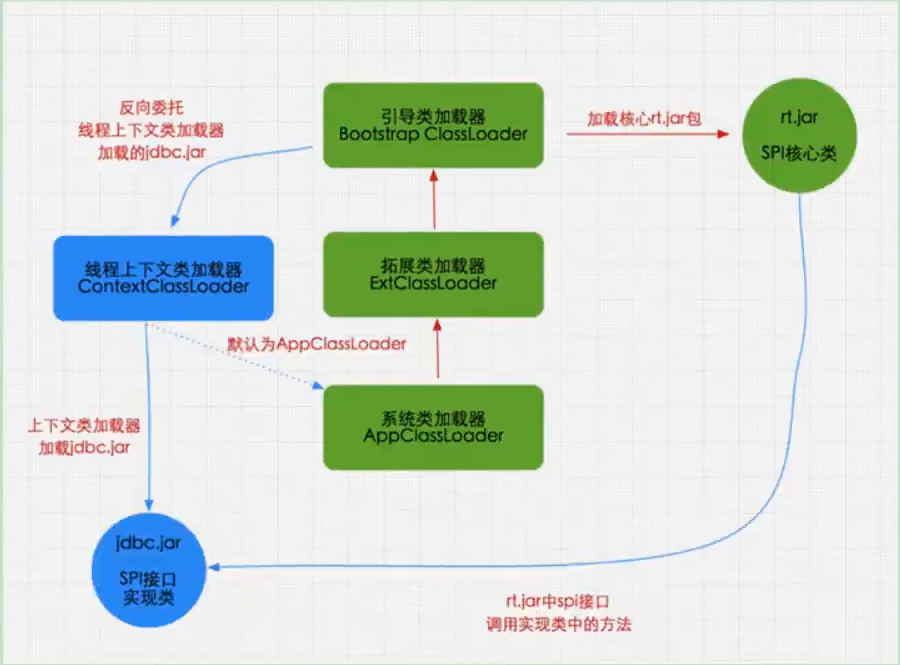 反向委托
线程上下文类加载器
加载的jdbc.jar
引导类加载器
Bootstrap ClassLoader
加载核心rt.jar包
rt.jar
SPI核心类
线程上下文类加载器
ContextClassLoader
拓展类加载器
ExtClassLoader
默认为AppClassLoader
系统类加载器
AppClassLoader
上下文类加载器
加载jdbc.jar
jdbc.jar
SPI接口
实现类
rt.jar中spi接口
调用实现类中的方法